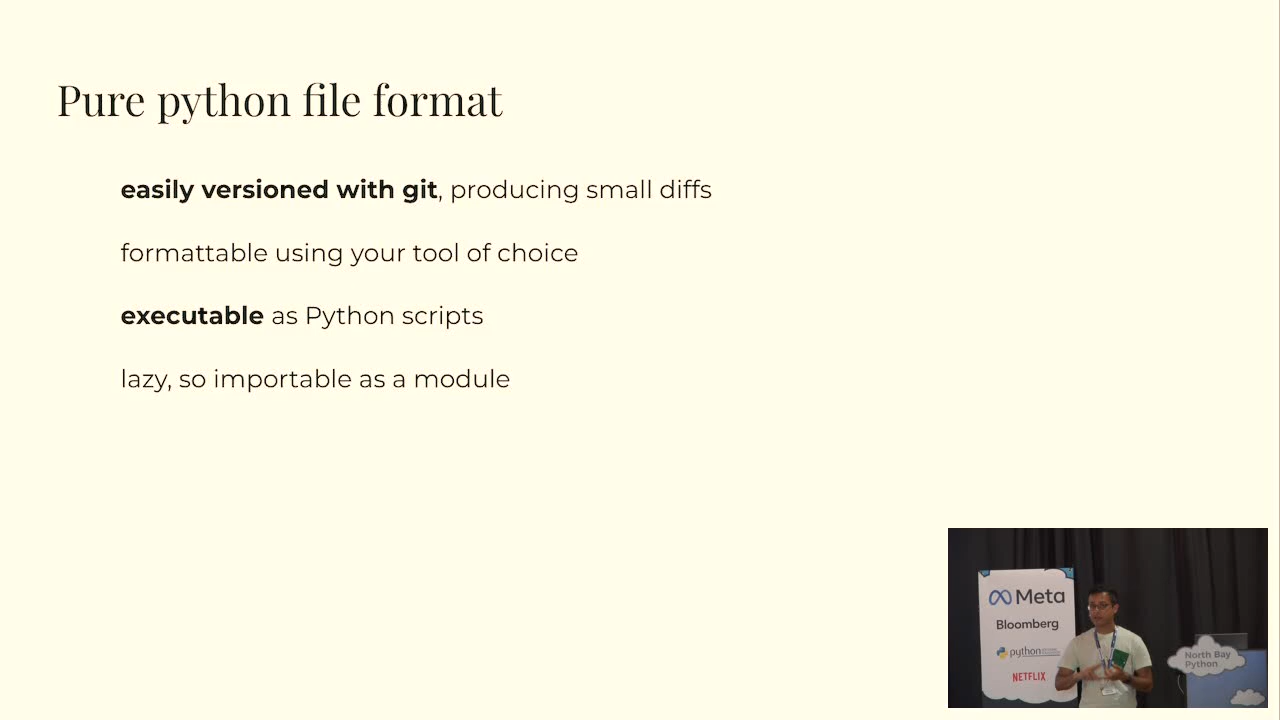 Pure python file format
easily versioned with git, producing small diffs
formattable using your tool of choice
executable as Python scripts
lazy, so importable as a module
Meta
Bloomberg
python
NETFLIX
North Bay
Python